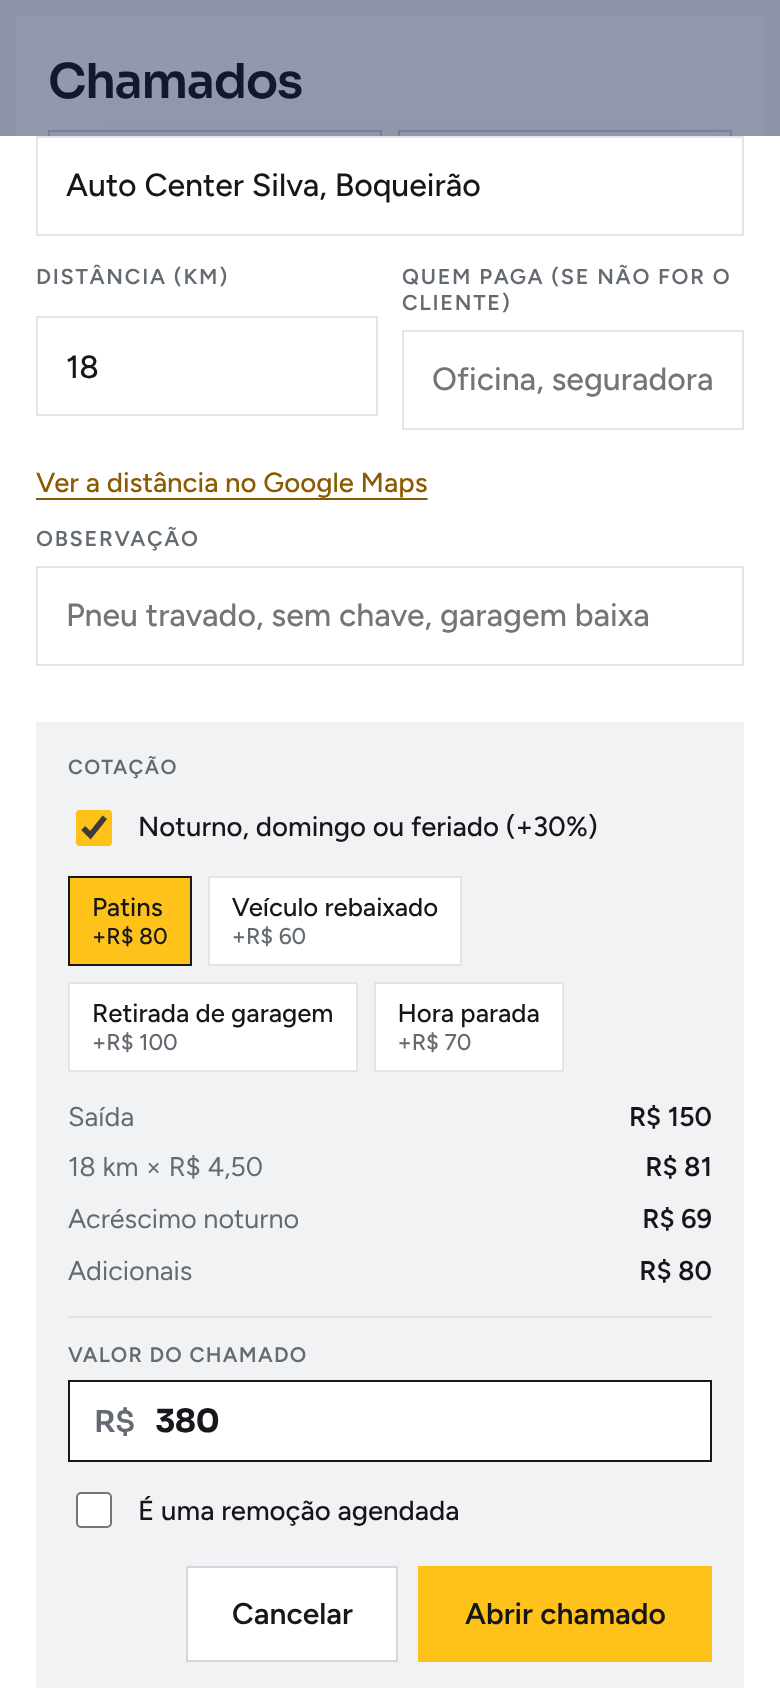 Chamados
Auto Center Silva, Boqueirão
DISTÂNCIA (KM)
18
QUEM PAGA (SE NÃO FOR O
CLIENTE)
Oficina, seguradora
Ver a distância no Google Maps
OBSERVAÇÃO
Pneu travado, sem chave, garagem baixa
COTAÇÃO
Noturno, domingo ou feriado (+30%)
Patins
+R$ 80
Veículo rebaixado
+R$ 60
Retirada de garagem
+R$ 100
Hora parada
+R$ 70
Saída R$ 150
18 km × R$ 4,50 R$ 81
Acréscimo noturno R$ 69
Adicionais R$ 80
VALOR DO CHAMADO
R$ 380
É uma remoção agendada
Cancelar
Abrir chamado